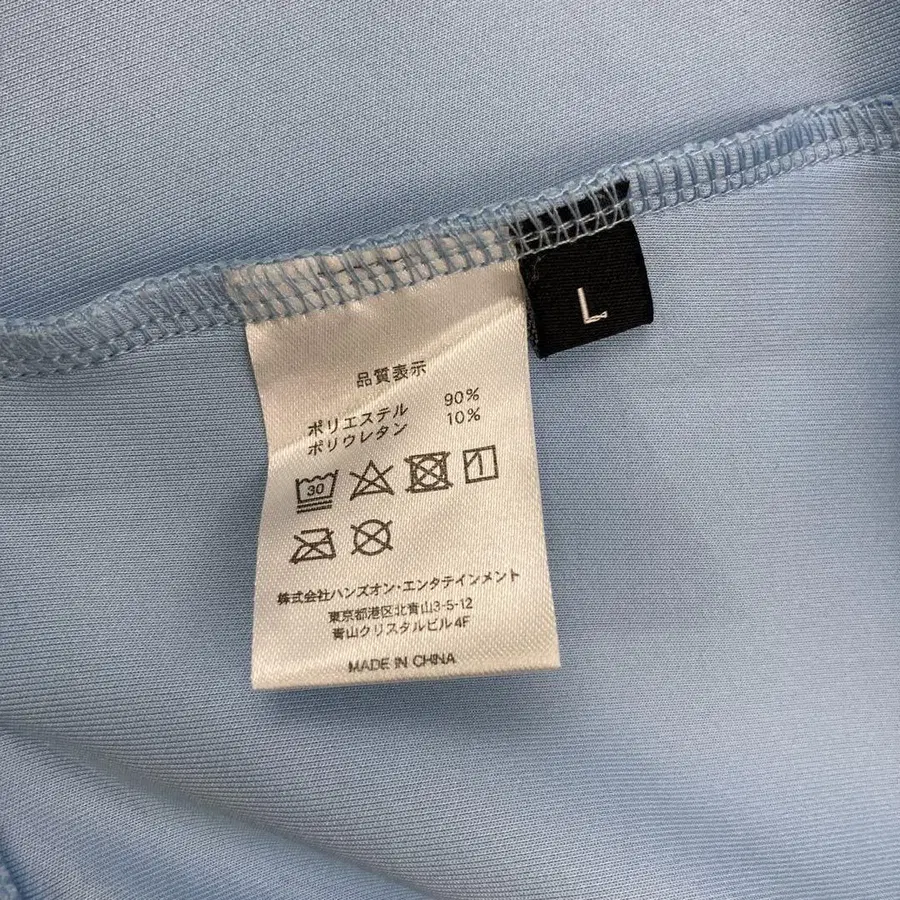 L
品質表示
ポリエステル 90%
ポリウレタン 10%
30
株式会社ハンズオン・エンタテインメント
東京都港区北青山3-5-12
青山クリスタルビル4F
MADE IN CHINA